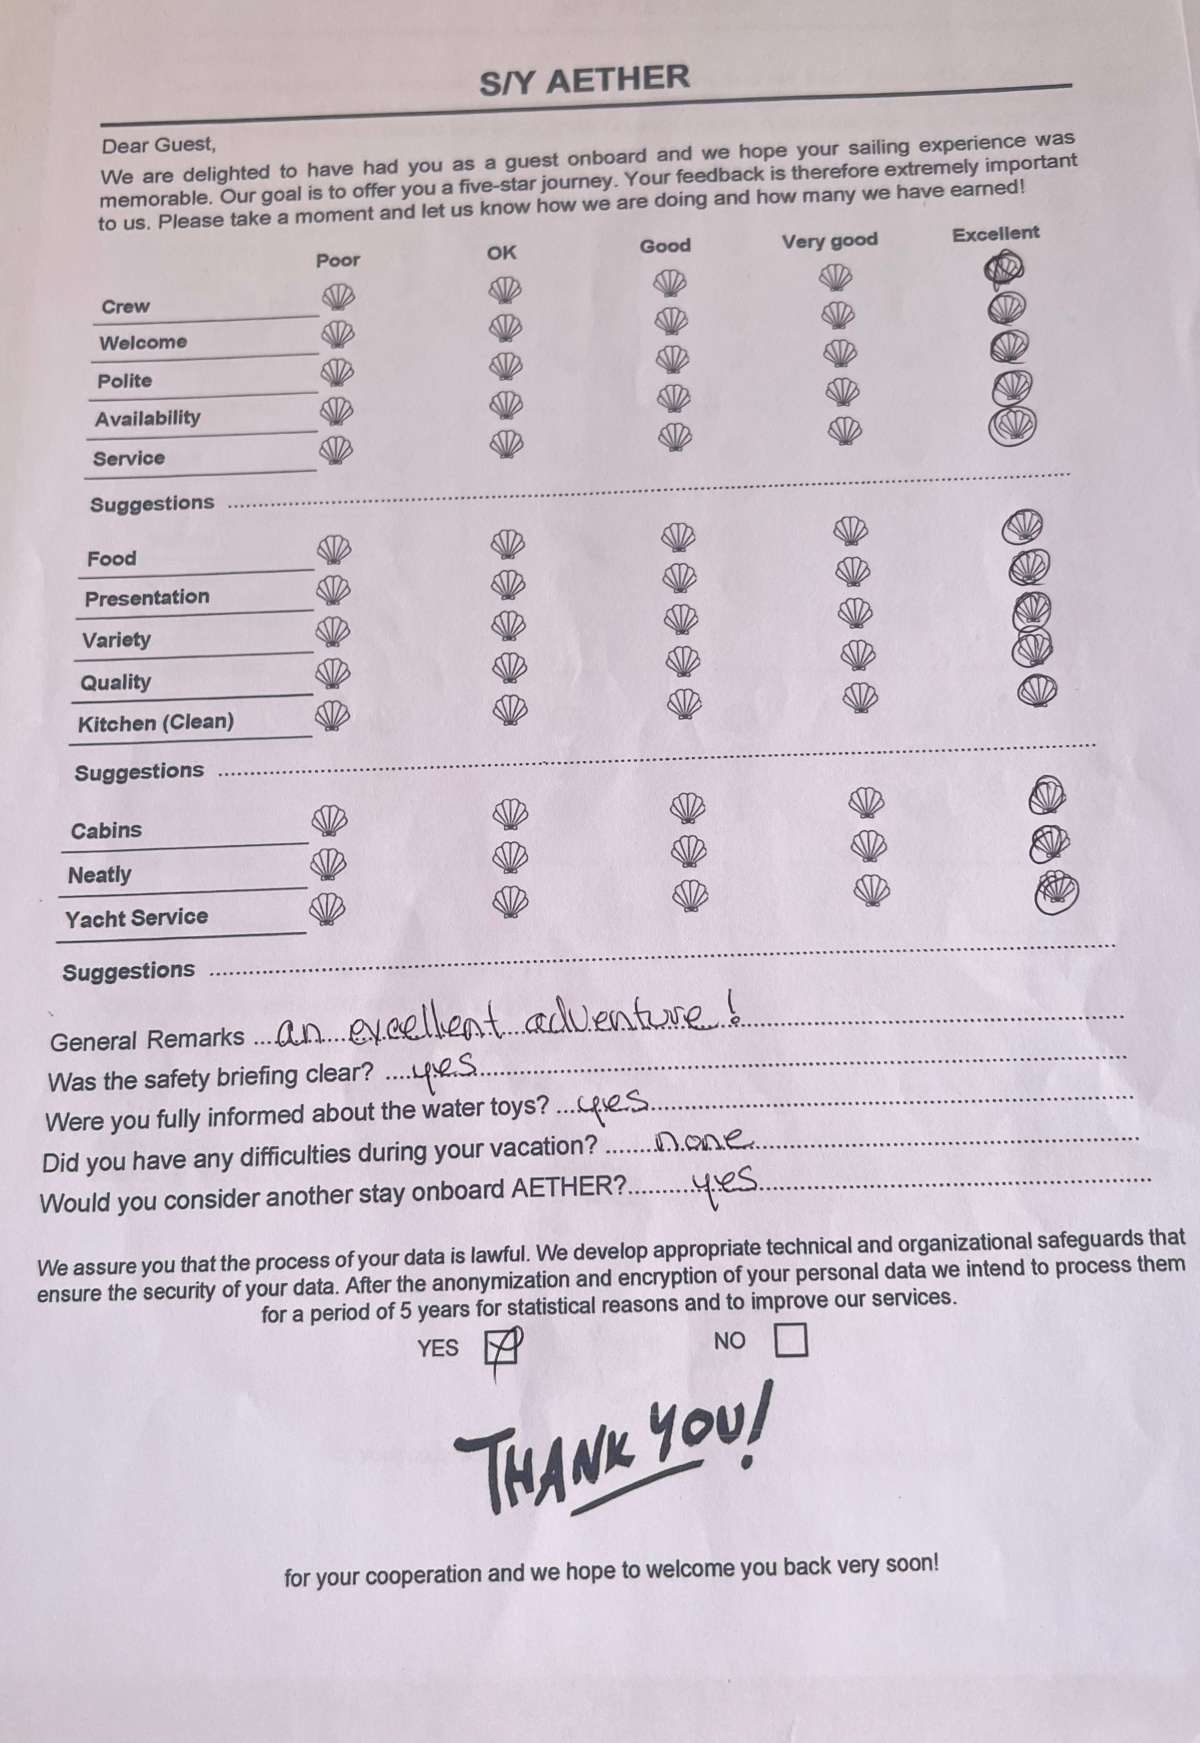 S/Y AETHER
Dear Guest,
We are delighted to have had you as a guest onboard and we hope your sailing experience was
memorable. Our goal is to offer you a five-star journey. Your feedback is therefore extremely important
to us. Please take a moment and let us know how we are doing and how many we have earned!
Poor OK Good Very good Excellent
Crew
Welcome
Polite
Availability
Service
Suggestions
Food
Presentation
Variety
Quality
Kitchen (Clean)
Suggestions
Cabins
Neatly
Yacht Service
Suggestions
General Remarks an excellent adventure!
Was the safety briefing clear? yes
Were you fully informed about the water toys? yes
Did you have any difficulties during your vacation? none
Would you consider another stay onboard AETHER? yes
We assure you that the process of your data is lawful. We develop appropriate technical and organizational safeguards that
ensure the security of your data. After the anonymization and encryption of your personal data we intend to process them
for a period of 5 years for statistical reasons and to improve our services.
YES NO
THANK YOU!
for your cooperation and we hope to welcome you back very soon!